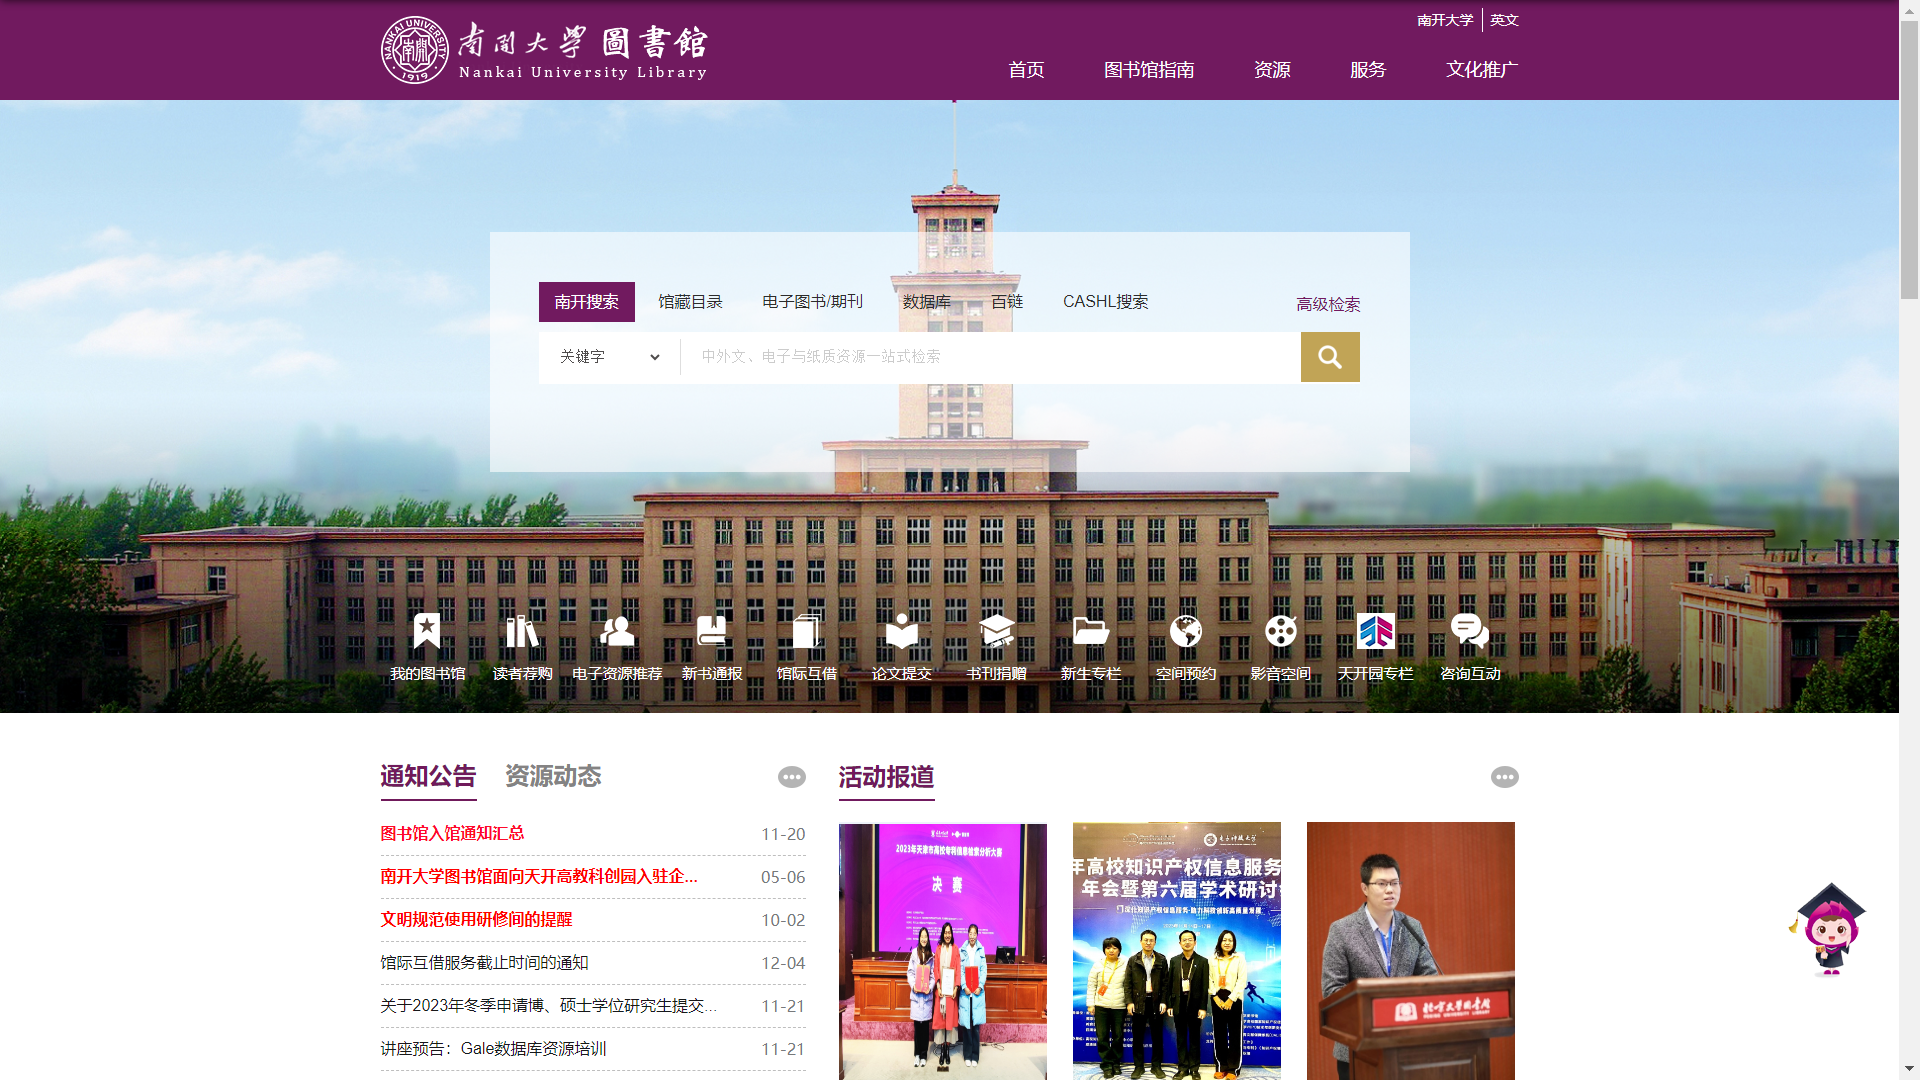 南开大学 英文
NANKAI UNIVERSITY
南開
1919
南開大學 圖書館
Nankai University Library
首页 图书馆指南 资源 服务 文化推广
南开搜索 馆藏目录 电子图书/期刊 数据库 百链 CASHL搜索 高级检索
关键字 中外文、电子与纸质资源一站式检索
我的图书馆 读者荐购 电子资源推荐 新书通报 馆际互借 论文提交 书刊捐赠 新生专栏 空间预约 影音空间 天开园专栏 咨询互动
通知公告 资源动态
图书馆入馆通知汇总 11-20
南开大学图书馆面向天开高教科创园入驻企... 05-06
文明规范使用研修间的提醒 10-02
馆际互借服务截止时间的通知 12-04
关于2023年冬季申请博、硕士学位研究生提交... 11-21
讲座预告：Gale数据库资源培训 11-21
活动报道
2023年天津市高校专利信息检索分析大赛
决 赛
年高校知识产权信息服务
年会暨第六届学术研讨会